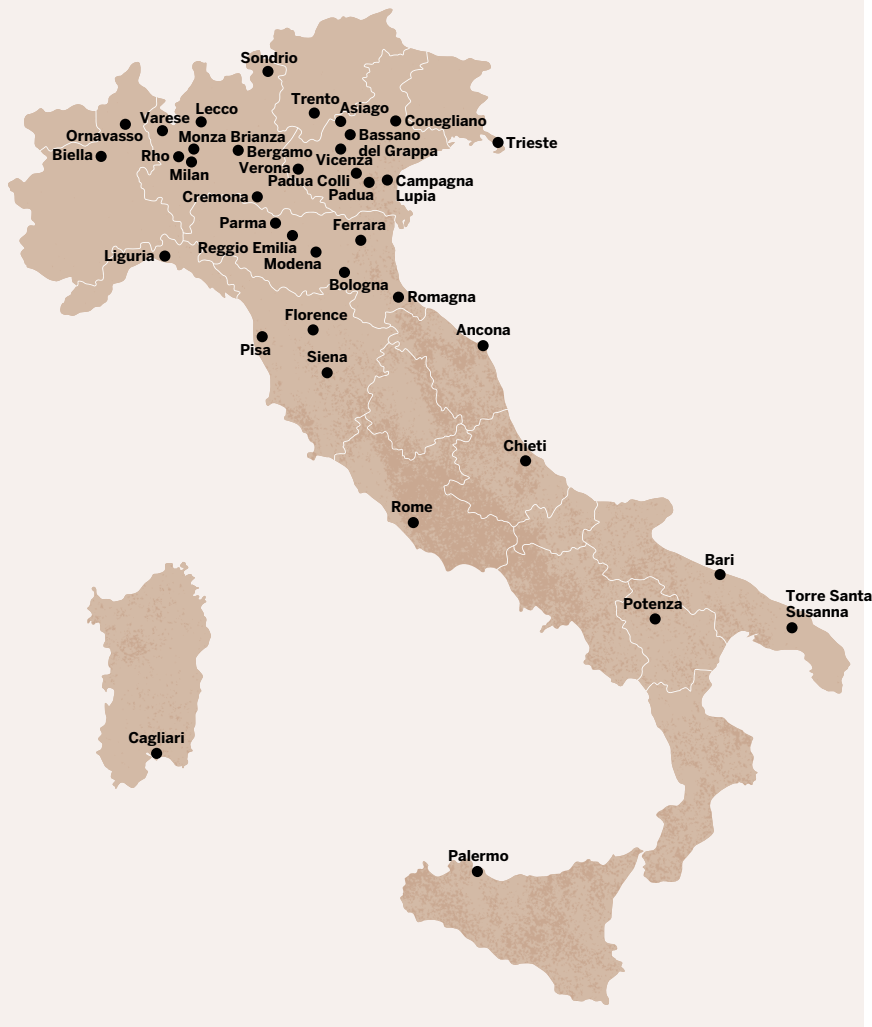 Sondrio
Trento
Asiago
Lecco
Varese
Conegliano
Ornavasso
Monza Brianza
Bassano
del Grappa
Trieste
Biella
Rho
Bergamo
Milan
Vicenza
Verona
Padua Colli
Padua
Campagna
Lupia
Cremona
Parma
Ferrara
Reggio Emilia
Modena
Liguria
Bologna
Romagna
Florence
Ancona
Pisa
Siena
Chieti
Rome
Bari
Potenza
Torre Santa
Susanna
Cagliari
Palermo